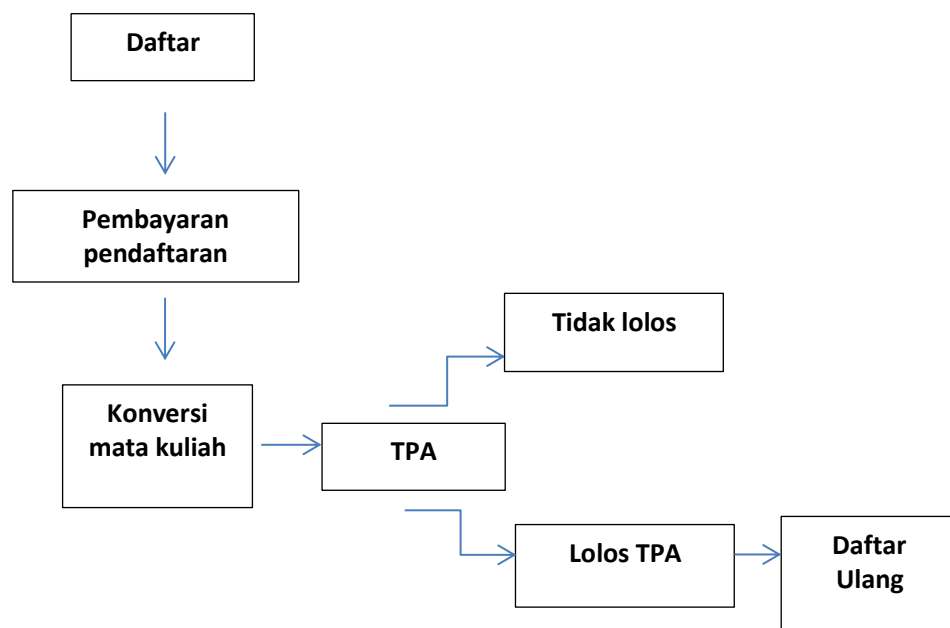 Daftar
Pembayaran
pendaftaran
Tidak lolos
Konversi
mata kuliah
TPA
Lolos TPA
Daftar
Ulang